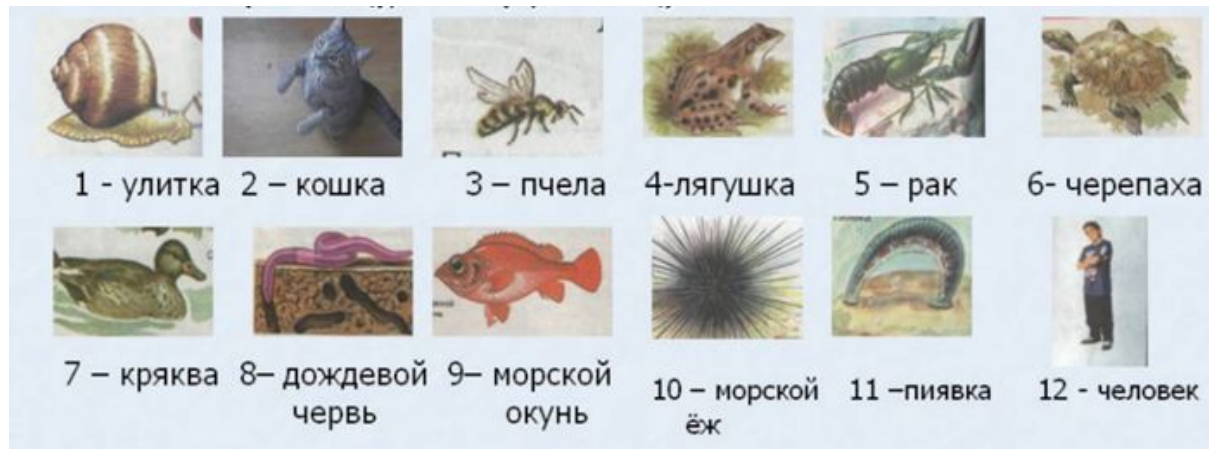 1 - улитка 2 – кошка 3 – пчела 4-лягушка 5 – рак 6- черепаха
7 – кряква 8– дождевой червь 9– морской окунь 10 – морской ёж 11 –пиявка 12 - человек